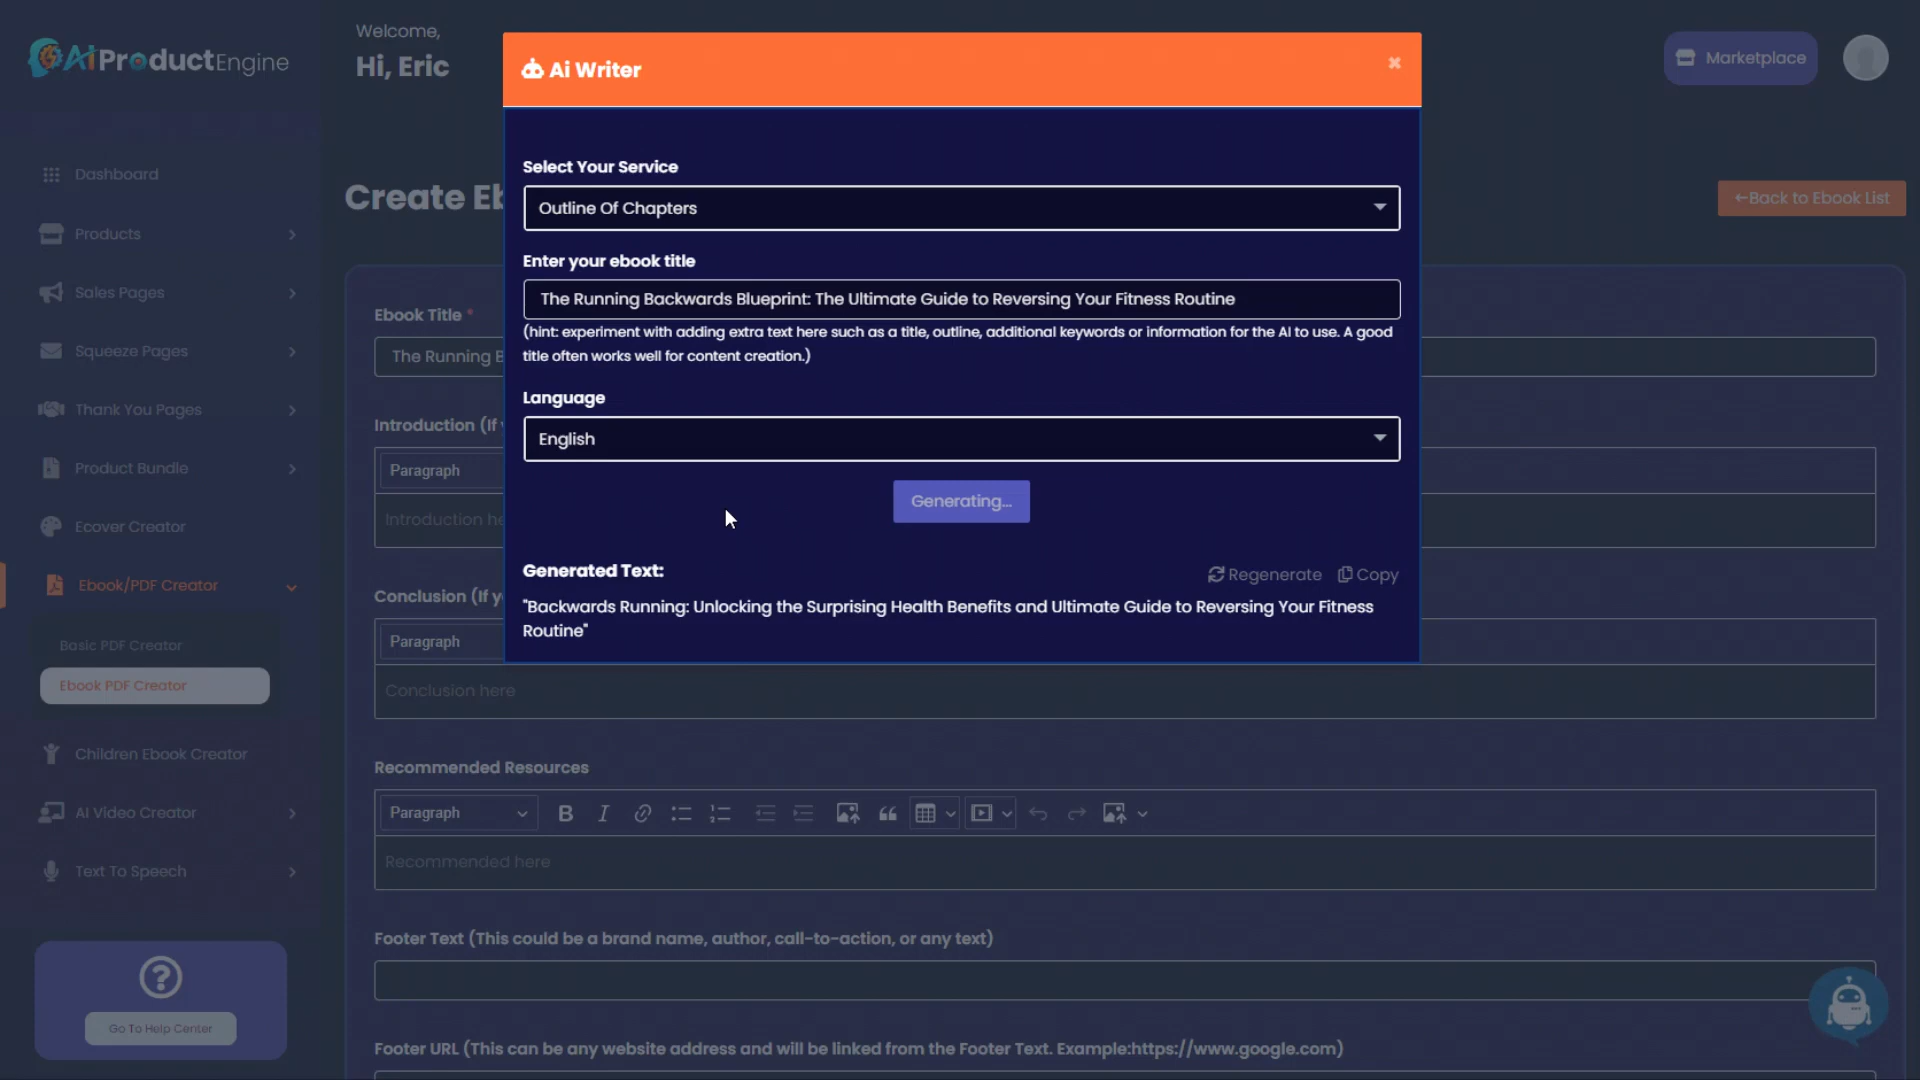 AiProductEngine
Welcome,
Hi, Eric
Marketplace
Dashboard
Products
Sales Pages
Squeeze Pages
Thank You Pages
Product Bundle
Ecover Creator
Ebook/PDF Creator
Basic PDF Creator
Ebook PDF Creator
Children Ebook Creator
AI Video Creator
Text To Speech
Go To Help Center
Ai Writer
Select Your Service
Outline Of Chapters
Enter your ebook title
The Running Backwards Blueprint: The Ultimate Guide to Reversing Your Fitness Routine
(hint: experiment with adding extra text here such as a title, outline, additional keywords or information for the AI to use. A good
title often works well for content creation.)
Language
English
Generating...
Generated Text:
Regenerate Copy
"Backwards Running: Unlocking the Surprising Health Benefits and Ultimate Guide to Reversing Your Fitness
Routine"
Create Eb
←Back to Ebook List
Ebook Title *
The Running B
Introduction (If y
Paragraph
Introduction he
Conclusion (If y
Paragraph
Conclusion here
Recommended Resources
Paragraph
Recommended here
Footer Text (This could be a brand name, author, call-to-action, or any text)
Footer URL (This can be any website address and will be linked from the Footer Text. Example:https://www.google.com)